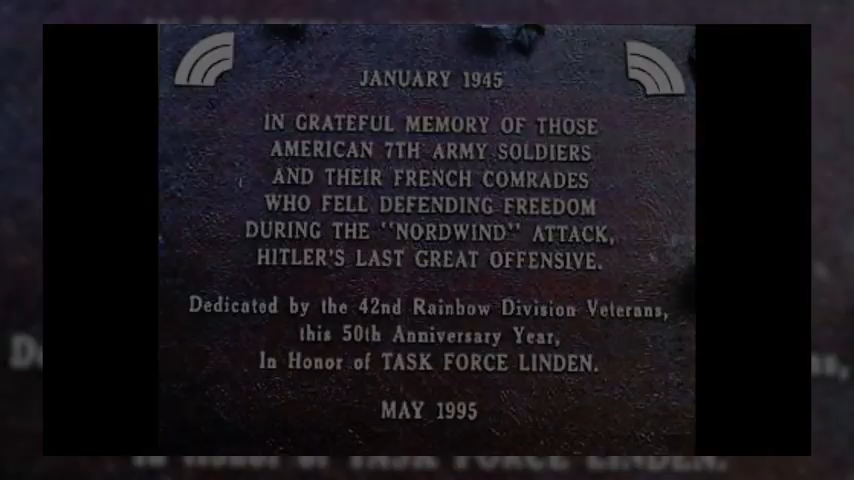 JANUARY 1945
IN GRATEFUL MEMORY OF THOSE
AMERICAN 7TH ARMY SOLDIERS
AND THEIR FRENCH COMRADES
WHO FELL DEFENDING FREEDOM
DURING THE "NORDWIND" ATTACK,
HITLER'S LAST GREAT OFFENSIVE.
Dedicated by the 42nd Rainbow Division Veterans,
this 50th Anniversary Year,
In Honor of TASK FORCE LINDEN.
MAY 1995